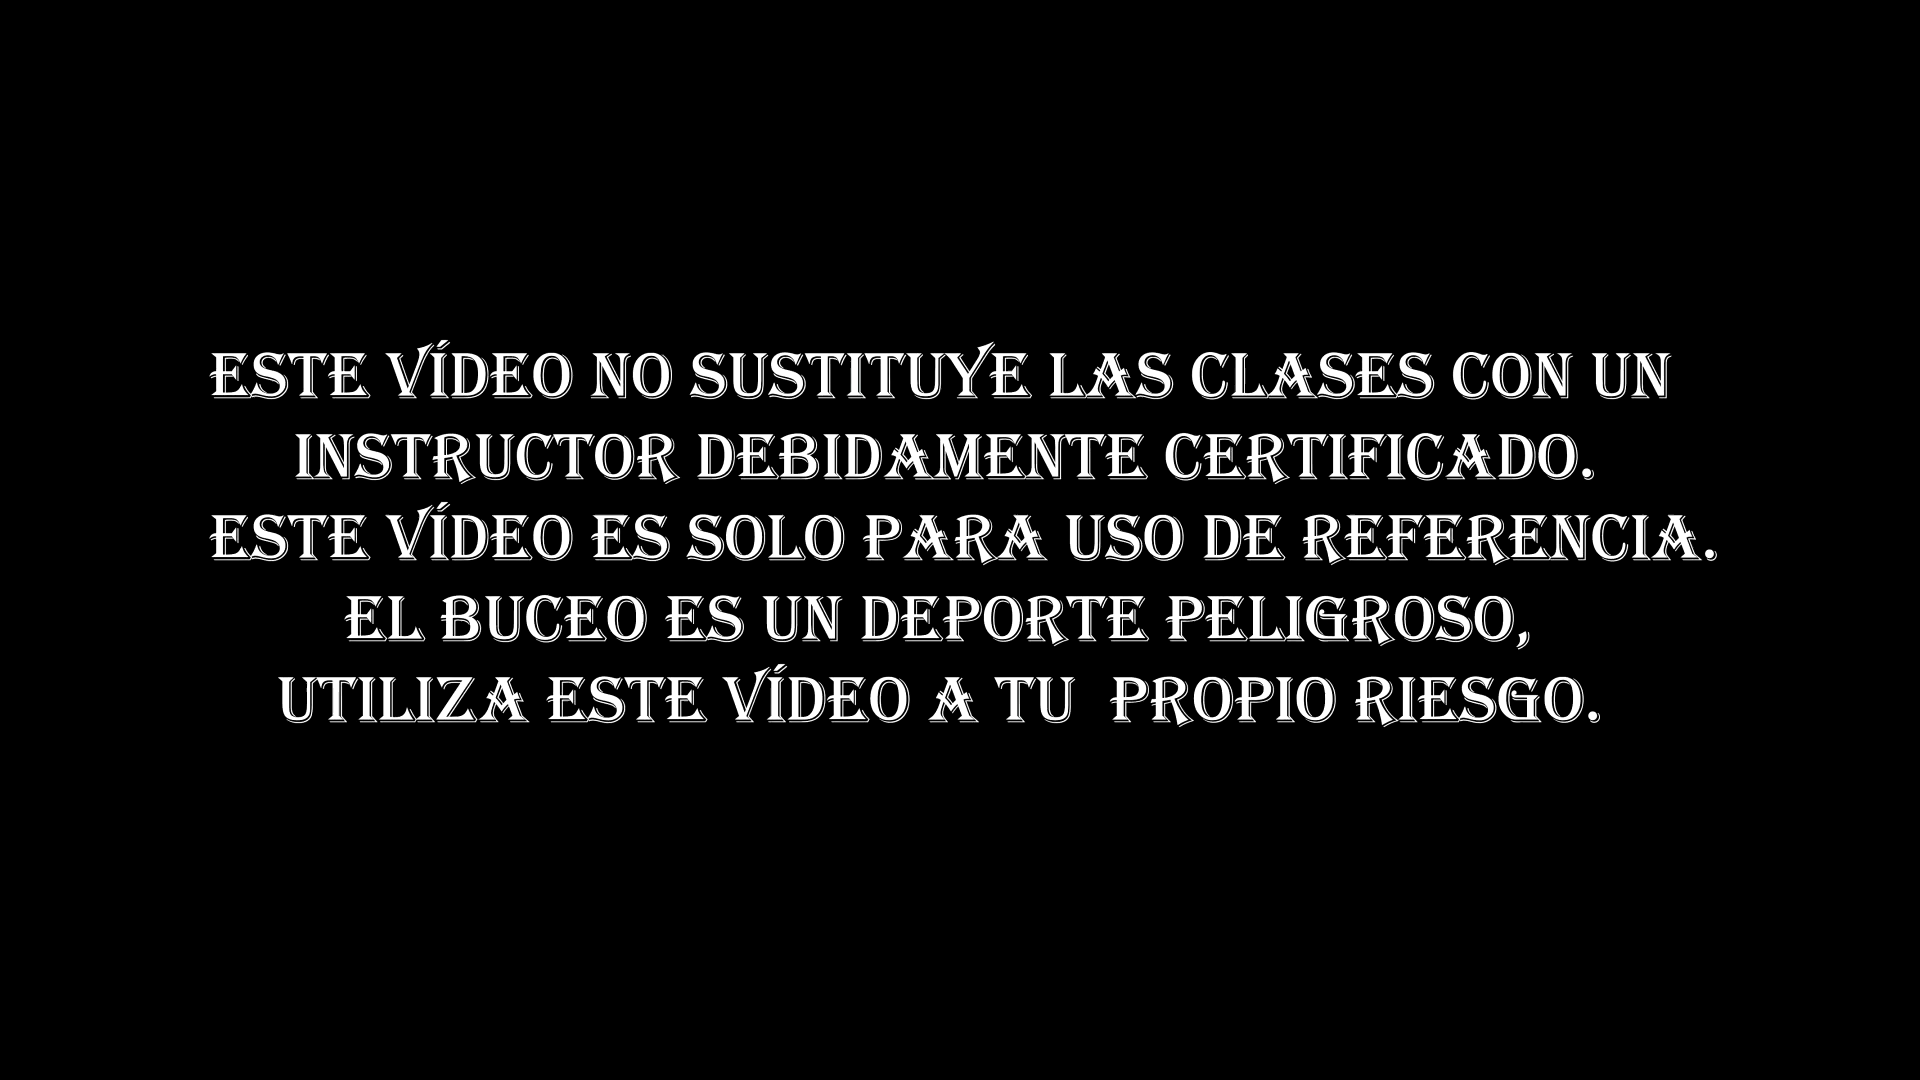 ESTE VÍDEO NO SUSTITUYE LAS CLASES CON UN
INSTRUCTOR DEBIDAMENTE CERTIFICADO.
ESTE VÍDEO ES SOLO PARA USO DE REFERENCIA.
EL BUCEO ES UN DEPORTE PELIGROSO,
UTILIZA ESTE VÍDEO A TU  PROPIO RIESGO.